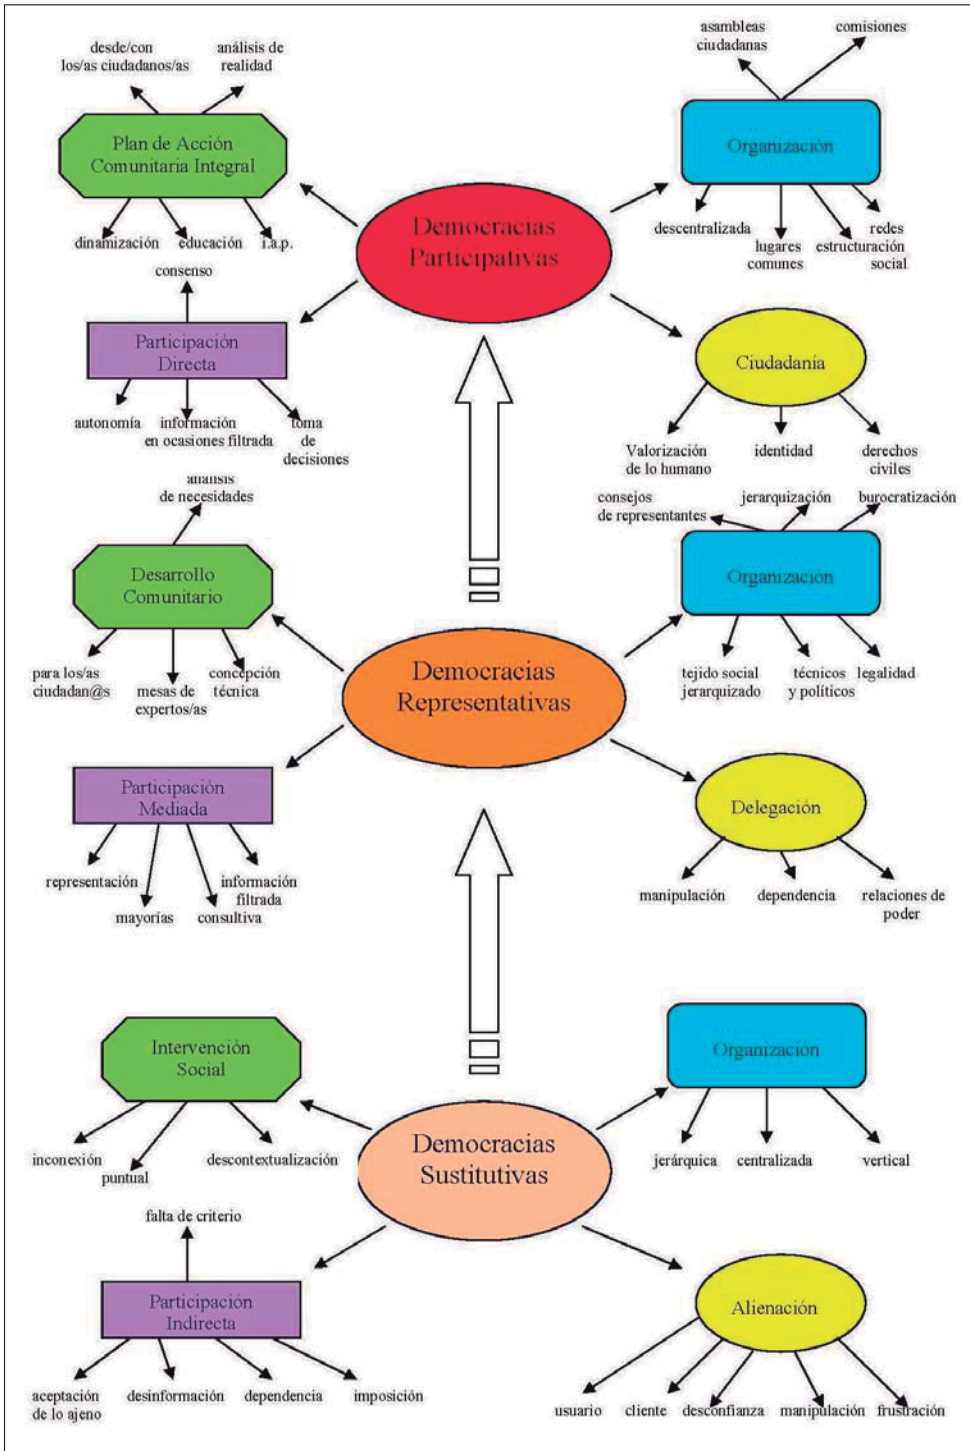 desde/con
los/as ciudadanos/as
análisis de
realidad
Plan de Acción
Comunitaria Integral
dinamización
educación
i.a.p.
asambleas
ciudadanas
comisiones
Organización
descentralizada
lugares
comunes
estructuración
social
redes
Democracias
Participativas
consenso
Participación
Directa
autonomía
información
en ocasiones filtrada
toma
de
decisiones
Ciudadanía
Valorización
de lo humano
identidad
derechos
civiles
análisis
de necesidades
Desarrollo
Comunitario
para los/as
ciudadan@s
mesas de
expertos/as
concepción
técnica
consejos
de representantes
jerarquización
burocratización
Organización
tejido social
jerarquizado
técnicos
y políticos
legalidad
Democracias
Representativas
Participación
Mediada
representación
mayorías
consultiva
información
filtrada
Delegación
manipulación
dependencia
relaciones de
poder
Intervención
Social
inconexión
puntual
descontextualización
Organización
jerárquica
centralizada
vertical
Democracias
Sustitutivas
falta de criterio
Participación
Indirecta
aceptación
de lo ajeno
desinformación
dependencia
imposición
Alienación
usuario
cliente
desconfianza
manipulación
frustración